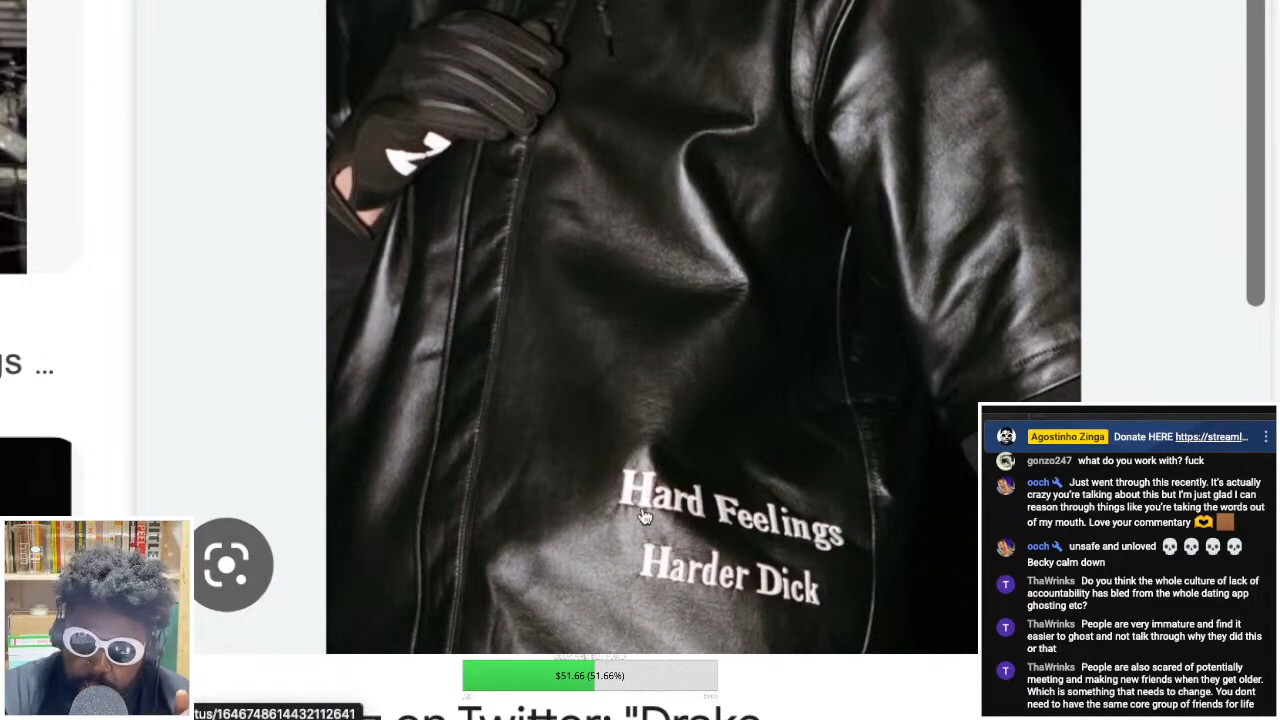 gs ...
Hard Feelings
Harder Dick
Agostinho Zinga Donate HERE https://streaml...
gonzo247 what do you work with? fuck
ooch Just went through this recently. It's actually
crazy you're talking about this but I'm just glad I can
reason through things like you're taking the words out
of my mouth. Love your commentary
ooch unsafe and unloved
Becky calm down
T
ThaWrinks Do you think the whole culture of lack of
accountability has bled from the whole dating app
ghosting etc?
T
ThaWrinks People are very immature and find it
easier to ghost and not talk through why they did this
or that
T
ThaWrinks People are also scared of potentially
meeting and making new friends when they get older.
Which is something that needs to change. You dont
need to have the same core group of friends for life
$51.66 (51.66%)
tus/1646748614432112641
on Twitter: "Drake